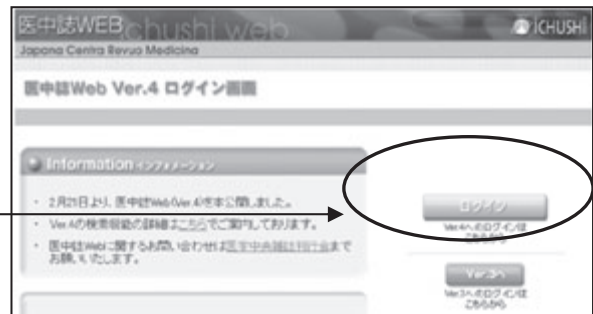 医中誌WEB ichushi web
ICHUSHI
Japana Centra Revuo Medicina
医中誌Web Ver.4 ログイン画面
Information インフォメーション
・ 2月21日より、医中誌Web(Ver.4)を本公開しました。
・ Ver.4の検索機能の詳細はこちらでご案内しております。
・ 医中誌Webに関するお問い合わせは医学中央雑誌刊行会まで
お願いいたします。
ログイン
Ver.4へのログインは
こちらから
Ver.3へ
Ver.3へのログインは
こちらから